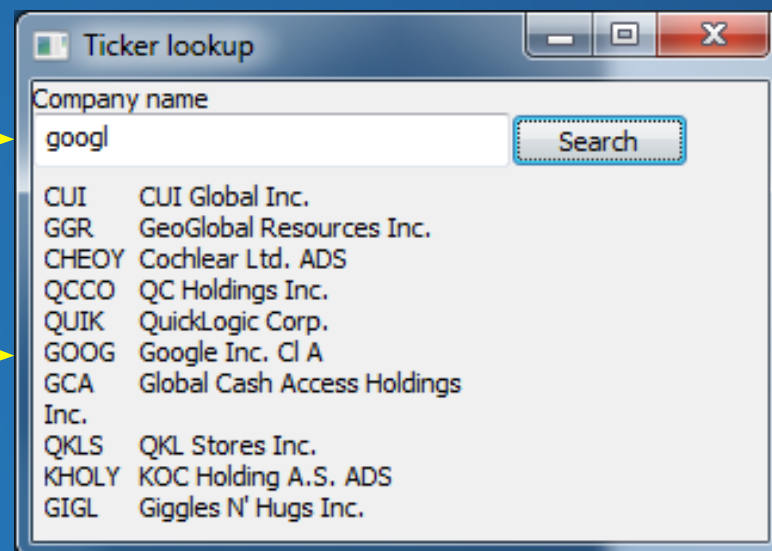 Ticker lookup
Company name
googl
Search
CUI CUI Global Inc.
GGR GeoGlobal Resources Inc.
CHEOY Cochlear Ltd. ADS
QCCO QC Holdings Inc.
QUIK QuickLogic Corp.
GOOG Google Inc. Cl A
GCA Global Cash Access Holdings
Inc.
QKLS QKL Stores Inc.
KHOLY KOC Holding A.S. ADS
GIGL Giggles N' Hugs Inc.